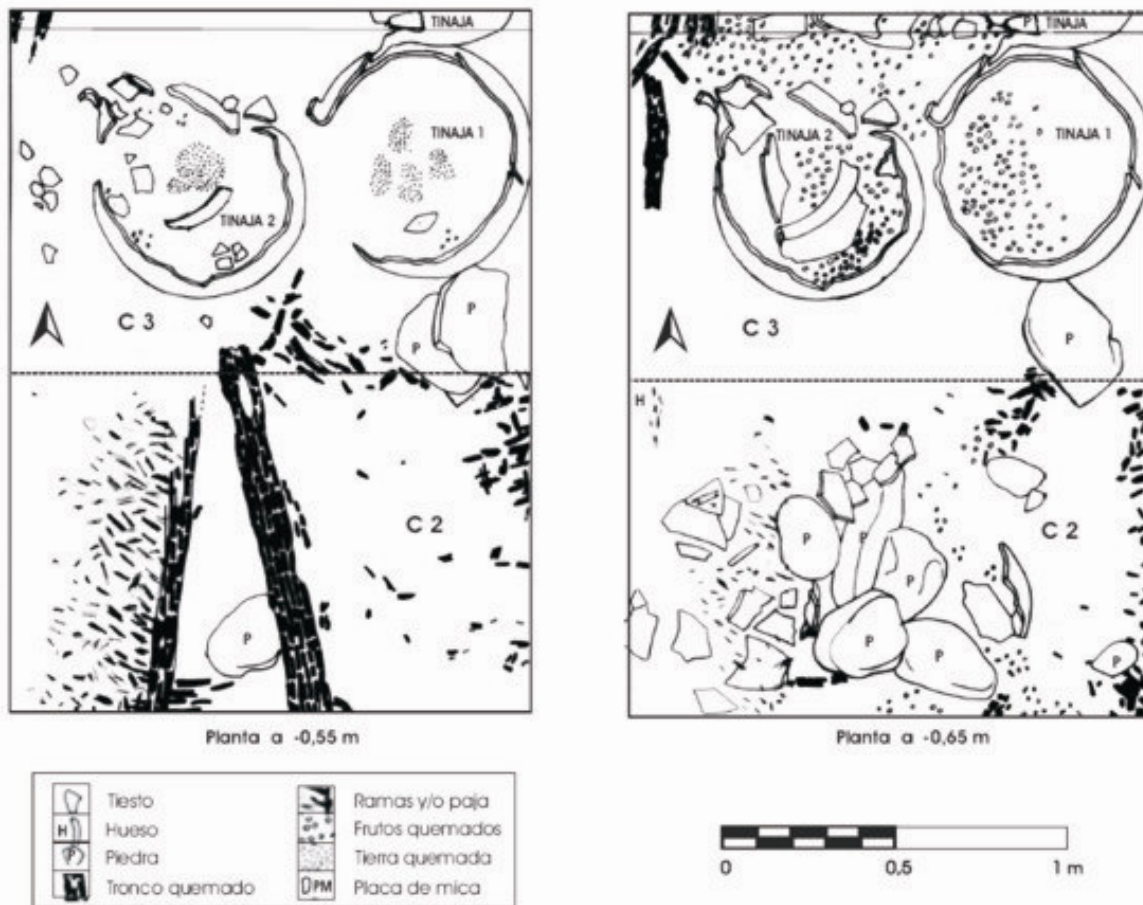 TINAJA
TINAJA 1
TINAJA 2
C 3
P
P
C 2
P
Planta a -0,55 m
P
TINAJA
TINAJA 1
TINAJA 2
C 3
P
H
P
P
P
C 2
P
P
P
Planta a -0,65 m
Tiesto
H Hueso
P Piedra
Tronco quemado
Ramas y/o paja
Frutos quemados
Tierra quemada
PM Placa de mica
0 0,5 1 m